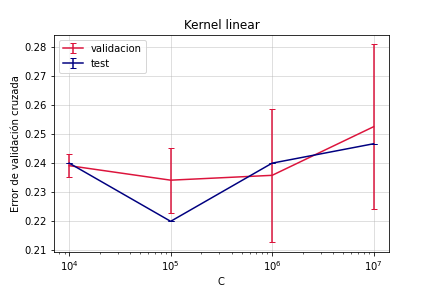 Kernel linear
validacion
test
Error de validación cruzada
0.28
0.27
0.26
0.25
0.24
0.23
0.22
0.21
10⁴ 10⁵ 10⁶ 10⁷
C